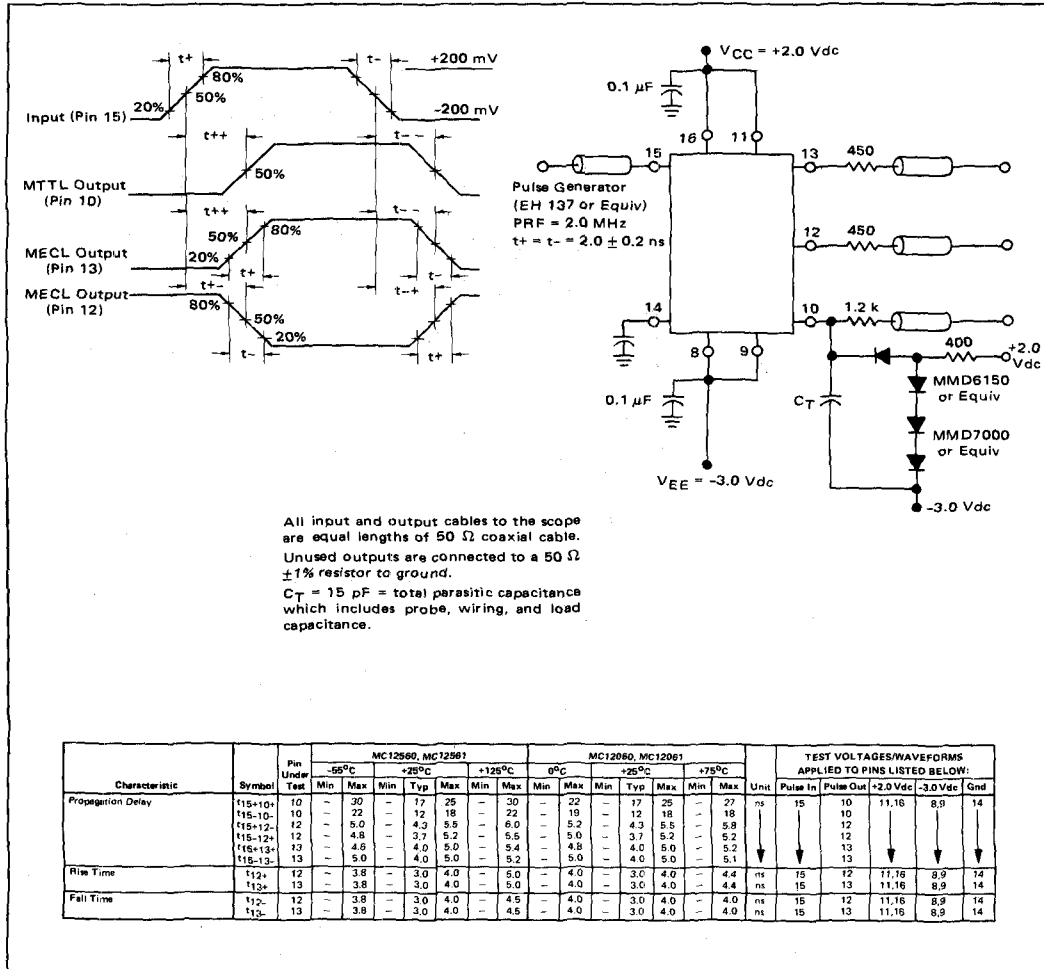 t+
t-
+200 mV
80%
50%
20%
-200 mV
Input (Pin 15)
t++
t--
50%
MTTL Output
(Pin 10)
t++
t--
80%
50%
20%
MECL Output
(Pin 13)
t+
t-
t+-
t-+
MECL Output
(Pin 12)
80%
50%
20%
t-
t+
VCC = +2.0 Vdc
0.1 µF
16
11
15
13
450
Pulse Generator
(EH 137 or Equiv)
PRF = 2.0 MHz
t+ = t- = 2.0 ± 0.2 ns
12
450
14
10
1.2 k
8
9
400
+2.0
Vdc
0.1 µF
CT
MMD6150
or Equiv
MMD7000
or Equiv
VEE = -3.0 Vdc
-3.0 Vdc
All input and output cables to the scope
are equal lengths of 50 Ω coaxial cable.
Unused outputs are connected to a 50 Ω
±1% resistor to ground.
CT = 15 pF = total parasitic capacitance
which includes probe, wiring, and load
capacitance.
Characteristic Symbol Pin Under Test MC12560, MC12561 MC12060, MC12061 Unit TEST VOLTAGES/WAVEFORMS APPLIED TO PINS LISTED BELOW:
-55°C +25°C +125°C 0°C +25°C +75°C
Min Max Min Typ Max Min Max Min Max Min Typ Max Min Max Pulse In Pulse Out +2.0 Vdc -3.0 Vdc Gnd
Propagation Delay t15+10+ 10 – 30 – 17 25 – 30 – 22 – 17 25 – 27 ns 15 10 11,16 8,9 14
t15-10- 10 – 22 – 12 18 – 22 – 19 – 12 18 – 18 10
t15+12- 12 – 5.0 – 4.3 5.5 – 6.0 – 5.2 – 4.3 5.5 – 5.8 12
t15-12+ 12 – 4.8 – 3.7 5.2 – 5.5 – 5.0 – 3.7 5.2 – 5.2 12
t15+13+ 13 – 4.6 – 4.0 5.0 – 5.4 – 4.8 – 4.0 5.0 – 5.2 13
t15-13- 13 – 5.0 – 4.0 5.0 – 5.2 – 5.0 – 4.0 5.0 – 5.1 13
Rise Time t12+ 12 – 3.8 – 3.0 4.0 – 5.0 – 4.0 – 3.0 4.0 – 4.4 ns 15 12 11,16 8,9 14
t13+ 13 – 3.8 – 3.0 4.0 – 5.0 – 4.0 – 3.0 4.0 – 4.4 ns 15 13 11,16 8,9 14
Fall Time t12- 12 – 3.8 – 3.0 4.0 – 4.5 – 4.0 – 3.0 4.0 – 4.0 ns 15 12 11,16 8,9 14
t13- 13 – 3.8 – 3.0 4.0 – 4.5 – 4.0 – 3.0 4.0 – 4.0 ns 15 13 11,16 8,9 14